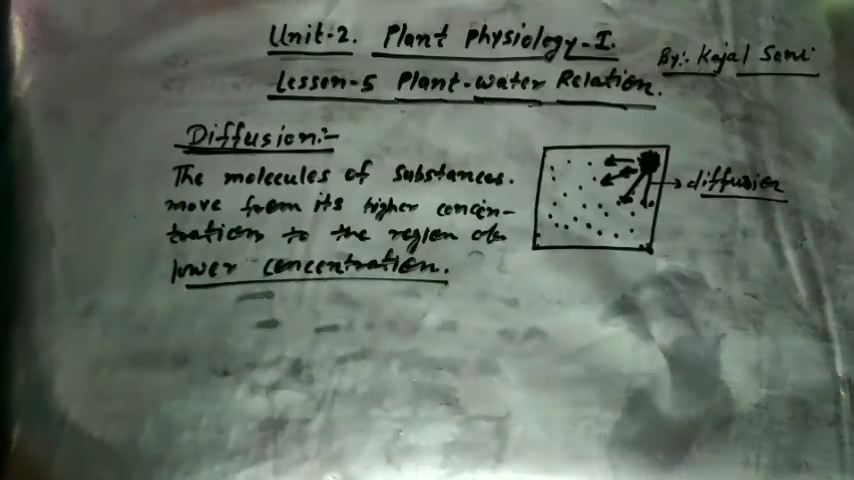 Unit-2. Plant Physiology-I.
By:- Kajal Soni
Lesson-5 Plant-water Relation.
Diffusion:-
The molecules of substances.
move from its higher concen-
tration to the region of
lower concentration.
diffusion